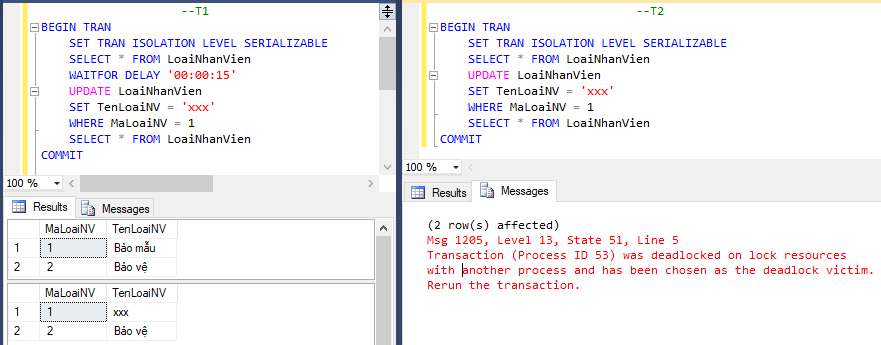 --T1
BEGIN TRAN
SET TRAN ISOLATION LEVEL SERIALIZABLE
SELECT * FROM LoaiNhanVien
WAITFOR DELAY '00:00:15'
UPDATE LoaiNhanVien
SET TenLoaiNV = 'xxx'
WHERE MaLoaiNV = 1
SELECT * FROM LoaiNhanVien
COMMIT
100 %
Results Messages
MaLoaiNV TenLoaiNV
1 1 Bảo mẫu
2 2 Bảo vệ
MaLoaiNV TenLoaiNV
1 1 xxx
2 2 Bảo vệ
--T2
BEGIN TRAN
SET TRAN ISOLATION LEVEL SERIALIZABLE
SELECT * FROM LoaiNhanVien
UPDATE LoaiNhanVien
SET TenLoaiNV = 'xxx'
WHERE MaLoaiNV = 1
SELECT * FROM LoaiNhanVien
COMMIT
100 %
Results Messages
(2 row(s) affected)
Msg 1205, Level 13, State 51, Line 5
Transaction (Process ID 53) was deadlocked on lock resources
with another process and has been chosen as the deadlock victim.
Rerun the transaction.